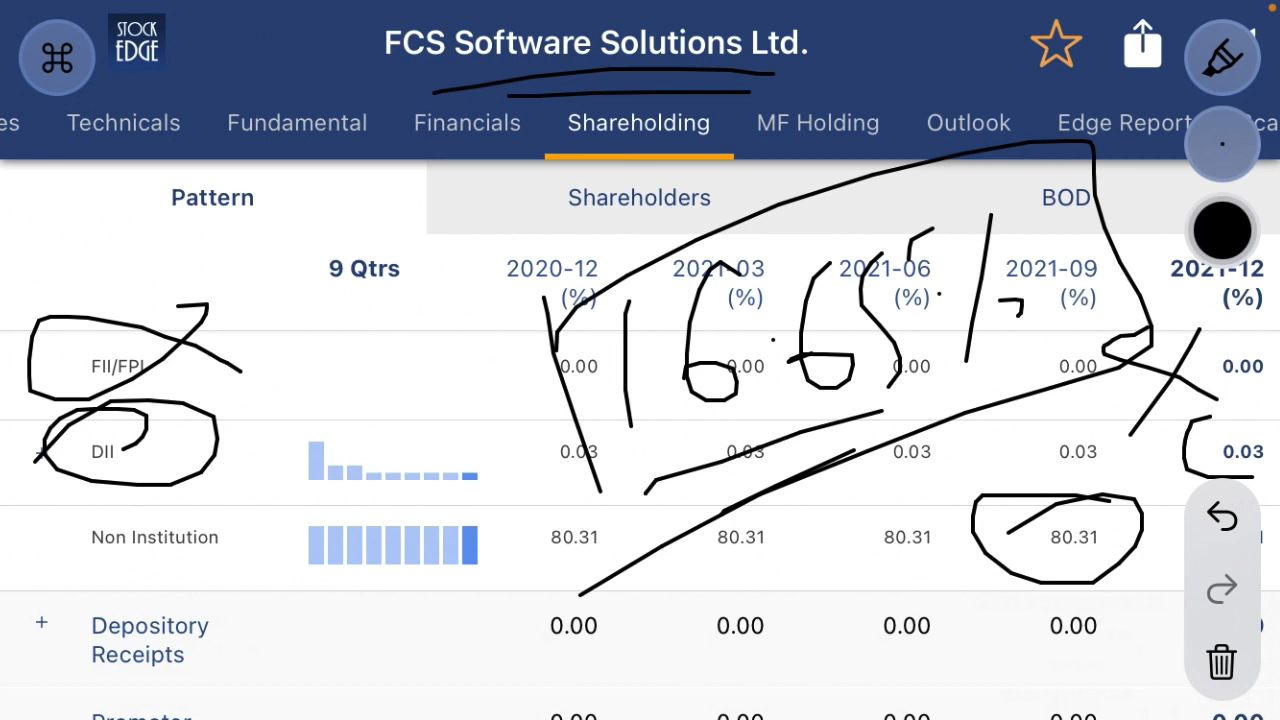 STOCK
EDGE
FCS Software Solutions Ltd.
Technicals Fundamental Financials Shareholding MF Holding Outlook Edge Report
Pattern Shareholders BOD
9 Qtrs 2020-12 (%) 2021-03 (%) 2021-06 (%) 2021-09 (%) 2021-12 (%)
FII/FPI 0.00 0.00 0.00 0.00 0.00
DII 0.03 0.03 0.03 0.03 0.03
Non Institution 80.31 80.31 80.31 80.31
+ Depository Receipts 0.00 0.00 0.00 0.00